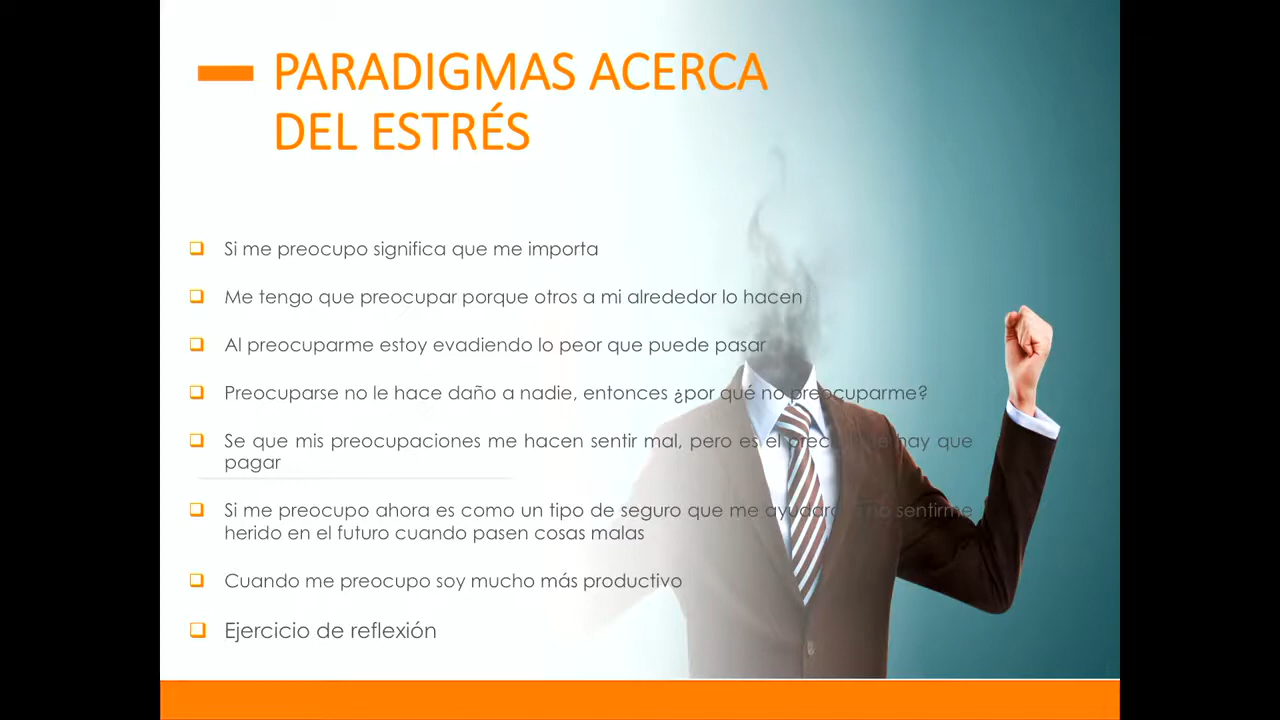 PARADIGMAS ACERCA
DEL ESTRÉS
Si me preocupo significa que me importa
Me tengo que preocupar porque otros a mi alrededor lo hacen
Al preocuparme estoy evadiendo lo peor que puede pasar
Preocuparse no le hace daño a nadie, entonces ¿por qué no preocuparme?
Se que mis preocupaciones me hacen sentir mal, pero es el precio que hay que
pagar
Si me preocupo ahora es como un tipo de seguro que me ayudara a no sentirme
herido en el futuro cuando pasen cosas malas
Cuando me preocupo soy mucho más productivo
Ejercicio de reflexión